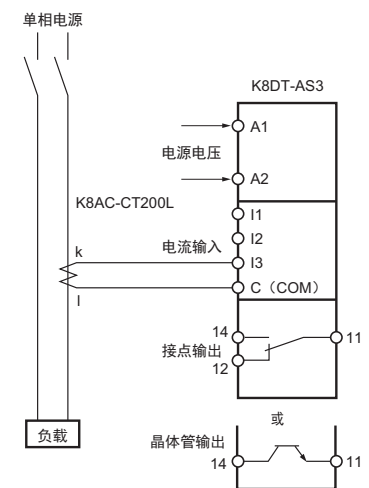 单相电源
K8DT-AS3
A1
电源电压
A2
K8AC-CT200L
I1
I2
k
电流输入
I3
C（COM）
l
14
11
接点输出
12
或
负载
晶体管输出
14
11